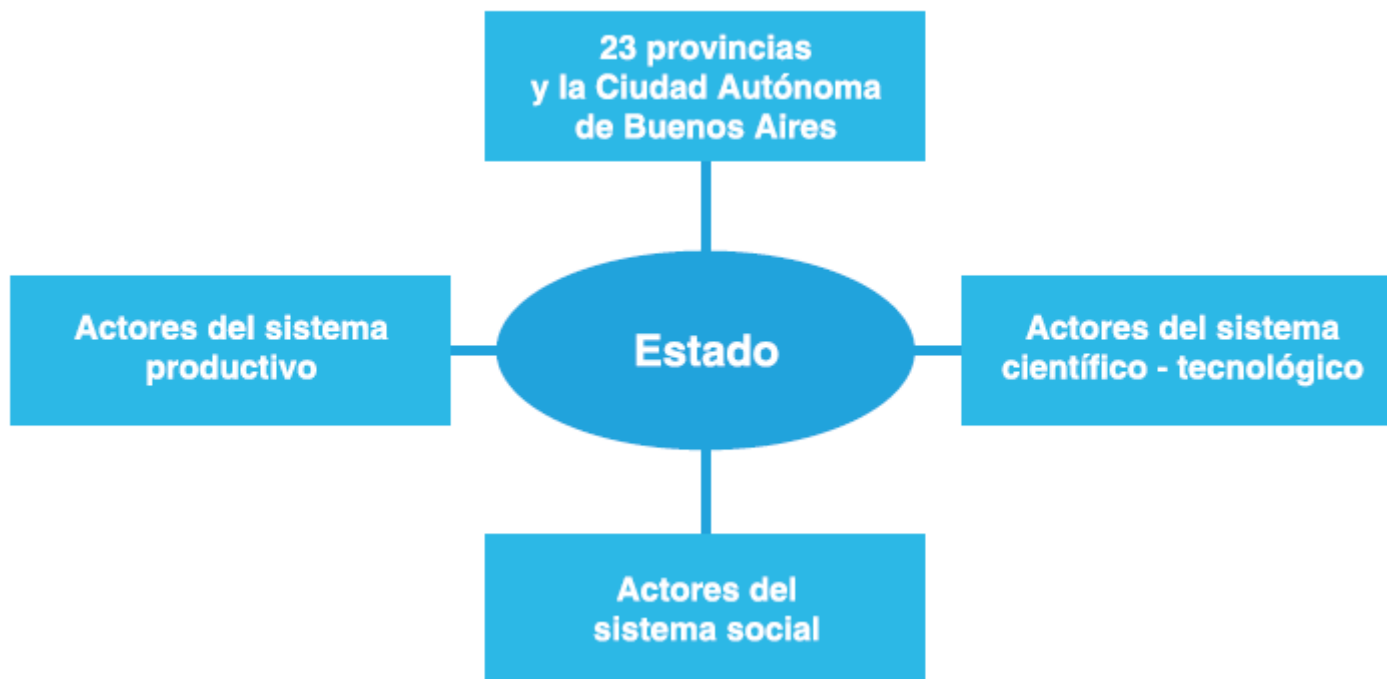 23 provincias
y la Ciudad Autónoma
de Buenos Aires
Actores del sistema
productivo
Estado
Actores del sistema
científico - tecnológico
Actores del
sistema social